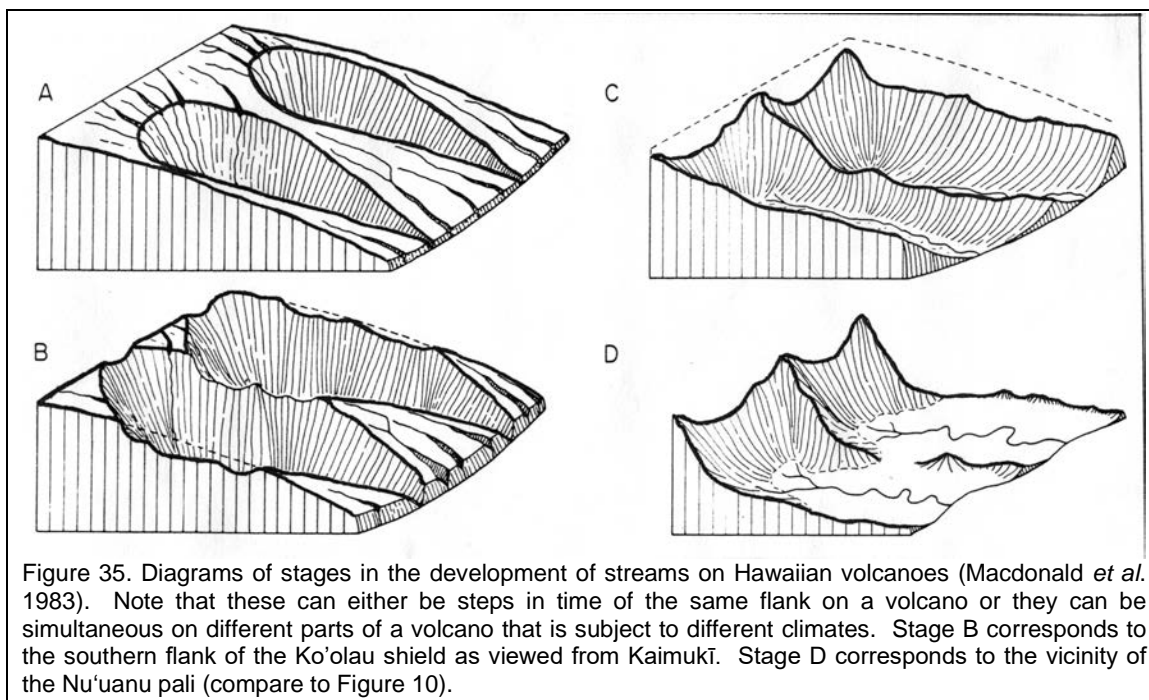 A
C
B
D
Figure 35. Diagrams of stages in the development of streams on Hawaiian volcanoes (Macdonald et al.
1983). Note that these can either be steps in time of the same flank on a volcano or they can be
simultaneous on different parts of a volcano that is subject to different climates. Stage B corresponds to
the southern flank of the Ko'olau shield as viewed from Kaimukī. Stage D corresponds to the vicinity of
the Nu‘uanu pali (compare to Figure 10).